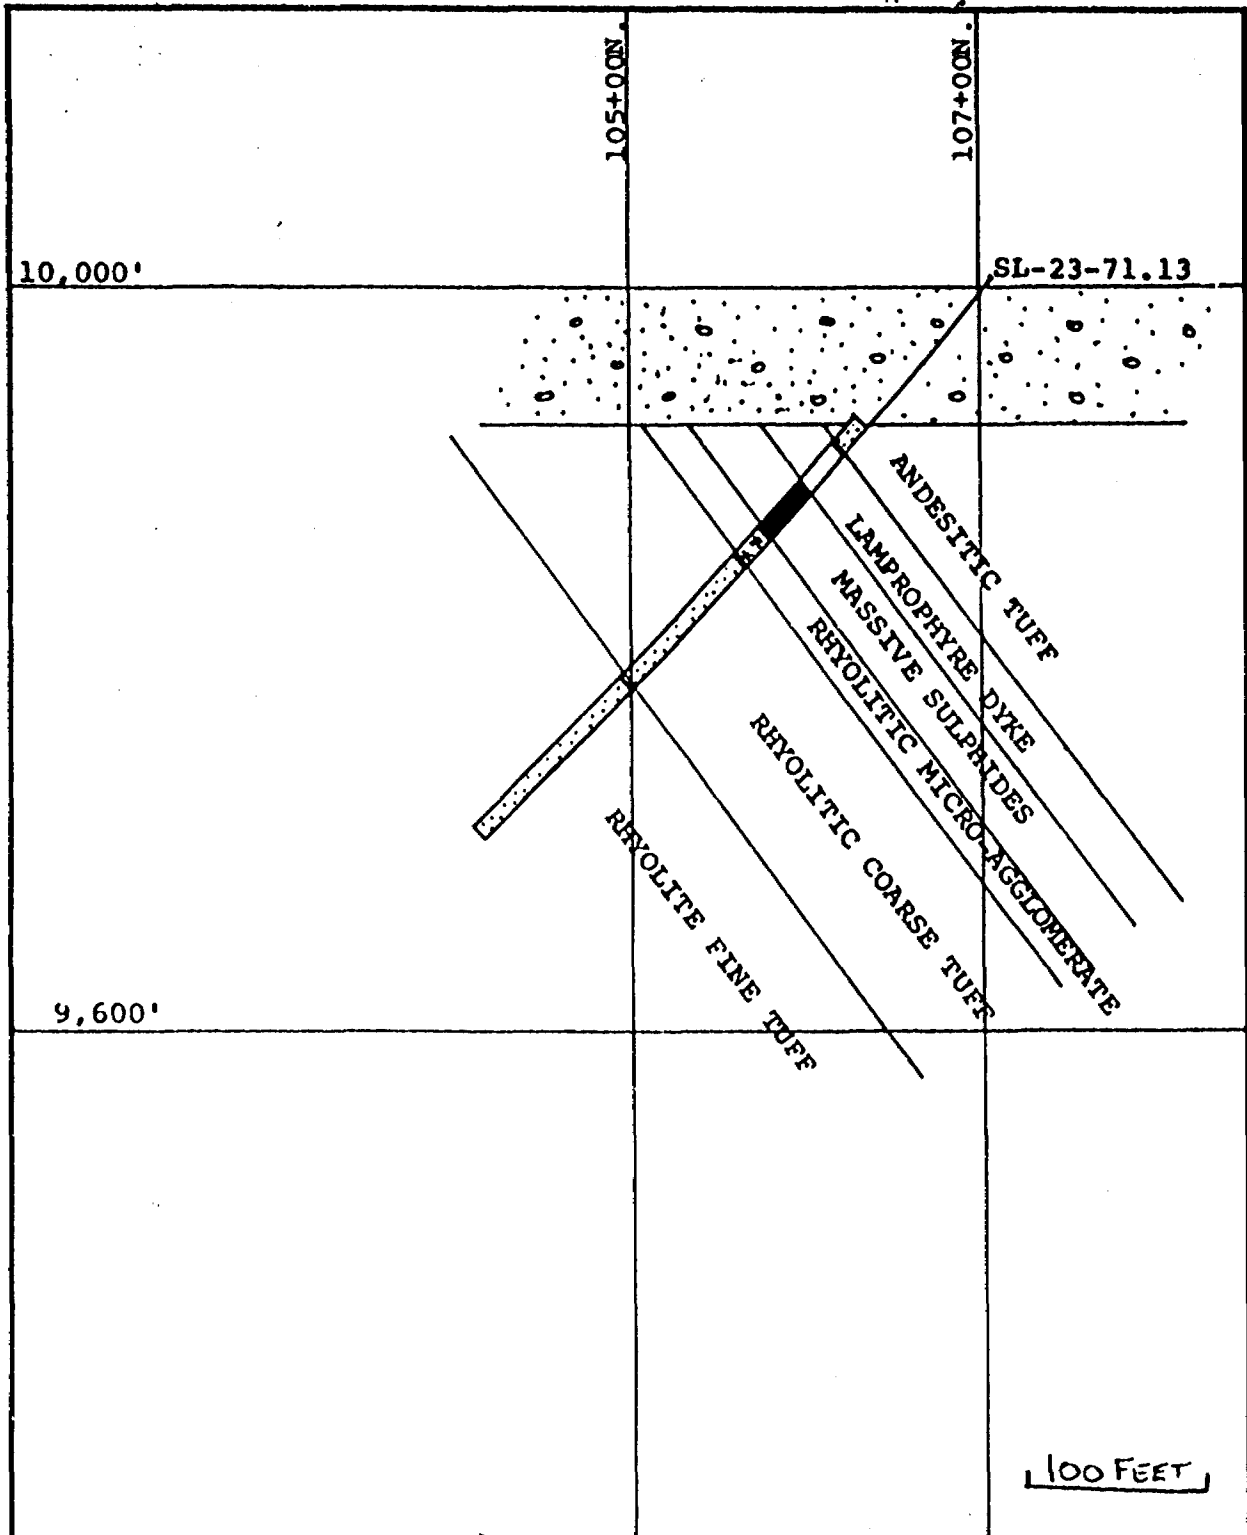 105+00N.
107+00N.
10,000'
SL-23-71.13
ANDESITIC TUFF
LAMPROPHYRE DYKE
MASSIVE SULPHIDES
RHYOLITIC MICRO-AGGLOMERATE
RHYOLITIC COARSE TUFF
RHYOLITE FINE TUFF
9,600'
100 FEET